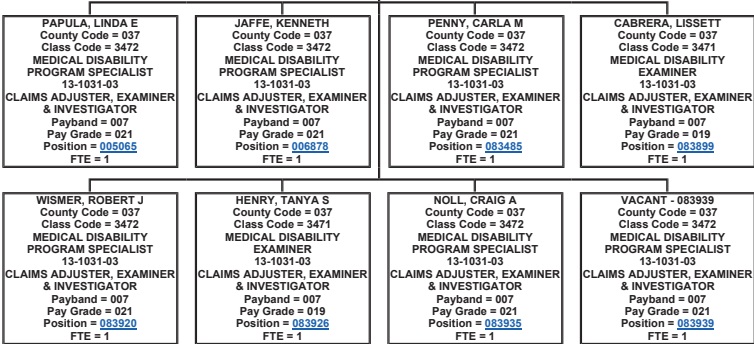 PAPULA, LINDA E
County Code = 037
Class Code = 3472
MEDICAL DISABILITY
PROGRAM SPECIALIST
13-1031-03
CLAIMS ADJUSTER, EXAMINER
& INVESTIGATOR
Payband = 007
Pay Grade = 021
Position = 005065
FTE = 1
JAFFE, KENNETH
County Code = 037
Class Code = 3472
MEDICAL DISABILITY
PROGRAM SPECIALIST
13-1031-03
CLAIMS ADJUSTER, EXAMINER
& INVESTIGATOR
Payband = 007
Pay Grade = 021
Position = 006878
FTE = 1
PENNY, CARLA M
County Code = 037
Class Code = 3472
MEDICAL DISABILITY
PROGRAM SPECIALIST
13-1031-03
CLAIMS ADJUSTER, EXAMINER
& INVESTIGATOR
Payband = 007
Pay Grade = 021
Position = 083485
FTE = 1
CABRERA, LISSETT
County Code = 037
Class Code = 3471
MEDICAL DISABILITY
EXAMINER
13-1031-03
CLAIMS ADJUSTER, EXAMINER
& INVESTIGATOR
Payband = 007
Pay Grade = 019
Position = 083899
FTE = 1
WISMER, ROBERT J
County Code = 037
Class Code = 3472
MEDICAL DISABILITY
PROGRAM SPECIALIST
13-1031-03
CLAIMS ADJUSTER, EXAMINER
& INVESTIGATOR
Payband = 007
Pay Grade = 021
Position = 083920
FTE = 1
HENRY, TANYA S
County Code = 037
Class Code = 3471
MEDICAL DISABILITY
EXAMINER
13-1031-03
CLAIMS ADJUSTER, EXAMINER
& INVESTIGATOR
Payband = 007
Pay Grade = 019
Position = 083926
FTE = 1
NOLL, CRAIG A
County Code = 037
Class Code = 3472
MEDICAL DISABILITY
PROGRAM SPECIALIST
13-1031-03
CLAIMS ADJUSTER, EXAMINER
& INVESTIGATOR
Payband = 007
Pay Grade = 021
Position = 083935
FTE = 1
VACANT - 083939
County Code = 037
Class Code = 3472
MEDICAL DISABILITY
PROGRAM SPECIALIST
13-1031-03
CLAIMS ADJUSTER, EXAMINER
& INVESTIGATOR
Payband = 007
Pay Grade = 021
Position = 083939
FTE = 1